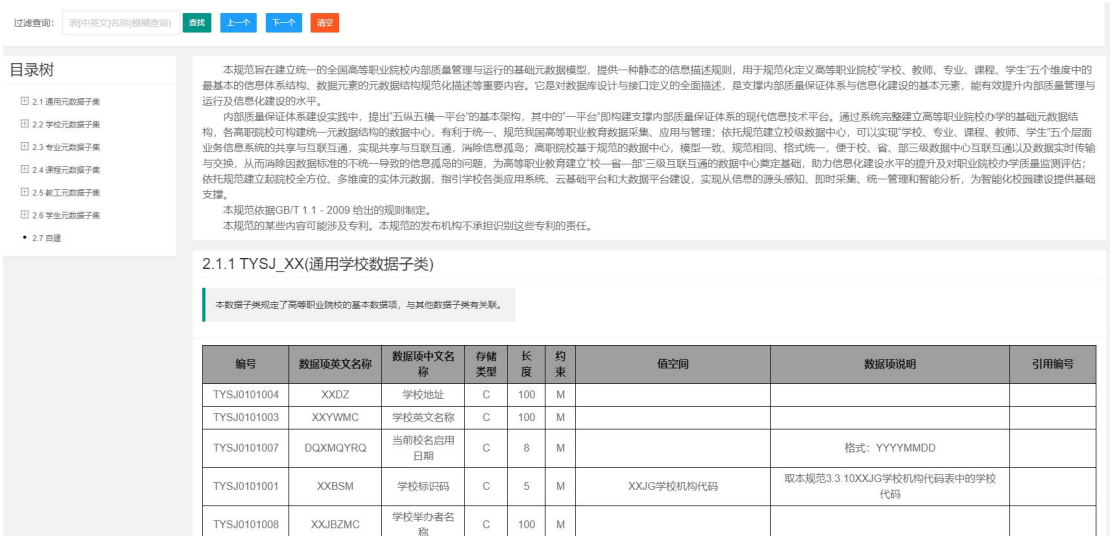 过滤查询： 表[中英文]名称(模糊查询) 查找 上一个 下一个 清空
目录树
2.1 通用元数据子集
2.2 学校元数据子集
2.3 专业元数据子集
2.4 课程元数据子集
2.5 教工元数据子集
2.6 学生元数据子集
2.7 自建
本规范旨在建立统一的全国高等职业院校内部质量管理与运行的基础元数据模型，提供一种静态的信息描述规则，用于规范化定义高等职业院校“学校、教师、专业、课程、学生”五个维度中的
最基本的信息体系结构、数据元素的元数据结构规范化描述等重要内容。它是对数据库设计与接口定义的全面描述，是支撑内部质量保证体系与信息化建设的基本元素，能有效提升内部质量管理与
运行及信息化建设的水平。
内部质量保证体系建设实践中，提出“五纵五横一平台”的基本架构，其中的“一平台”即构建支撑内部质量保证体系的现代信息技术平台。通过系统完整建立高等职业院校办学的基础元数据结
构，各高职院校可构建统一元数据结构的数据中心，有利于统一、规范我国高等职业教育数据采集、应用与管理；依托规范建立校级数据中心，可以实现“学校、专业、课程、教师、学生”五个层面
业务信息系统的共享与互联互通，实现共享与互联互通，消除信息孤岛；高职院校基于规范的数据中心，模型一致、规范相同、格式统一，便于校、省、部三级数据中心互联互通以及数据实时传输
与交换，从而消除因数据标准的不统一导致的信息孤岛的问题，为高等职业教育建立“校—省—部”三级互联互通的数据中心奠定基础，助力信息化建设水平的提升及对职业院校办学质量监测评估；
依托规范建立起院校全方位、多维度的实体元数据，指引学校各类应用系统、云基础平台和大数据平台建设，实现从信息的源头感知、即时采集、统一管理和智能分析，为智能化校园建设提供基础
支撑。
本规范依据GB/T 1.1 - 2009 给出的规则制定。
本规范的某些内容可能涉及专利。本规范的发布机构不承担识别这些专利的责任。
2.1.1 TYSJ_XX(通用学校数据子类)
本数据子类规定了高等职业院校的基本数据项，与其他数据子类有关联。
编号 数据项英文名称 数据项中文名称 存储类型 长度 约束 值空间 数据项说明 引用编号
TYSJ0101004 XXDZ 学校地址 C 100 M
TYSJ0101003 XXYWMC 学校英文名称 C 100 M
TYSJ0101007 DQXMQYRQ 当前校名启用日期 C 8 M 格式：YYYYMMDD
TYSJ0101001 XXBSM 学校标识码 C 5 M XXJG学校机构代码 取本规范3.3.10XXJG学校机构代码表中的学校代码
TYSJ0101008 XXJBZMC 学校举办者名称 C 100 M